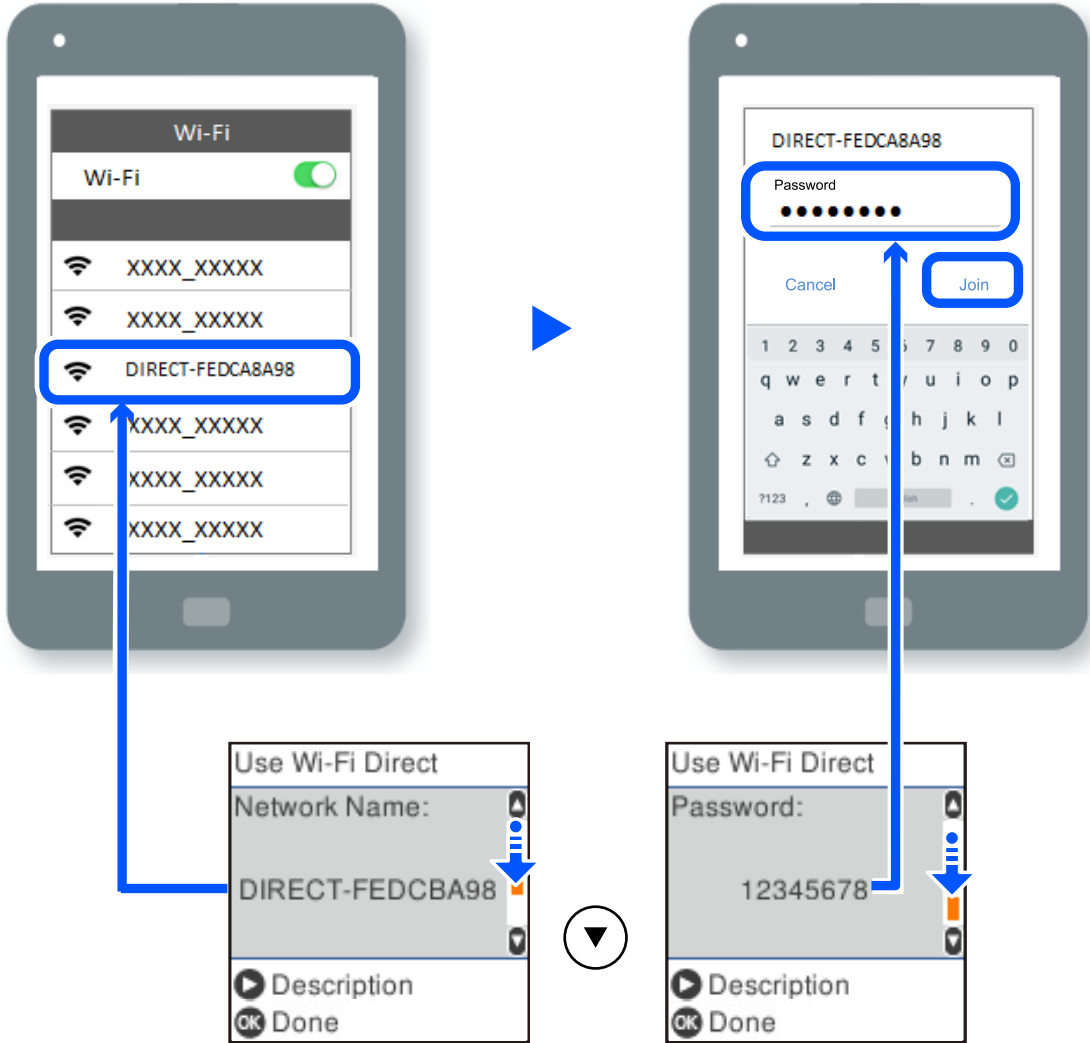 Wi-Fi
Wi-Fi
XXXX_XXXXX
XXXX_XXXXX
DIRECT-FEDCA8A98
XXXX_XXXXX
XXXX_XXXXX
XXXX_XXXXX
DIRECT-FEDCA8A98
Password
Cancel
Join
1 2 3 4 5 7 8 9 0
q w e r t y u i o p
a s d f g h j k l
z x c v b n m
?123 , .
Use Wi-Fi Direct
Network Name:
DIRECT-FEDCBA98
Description
OK Done
Use Wi-Fi Direct
Password:
12345678
Description
OK Done